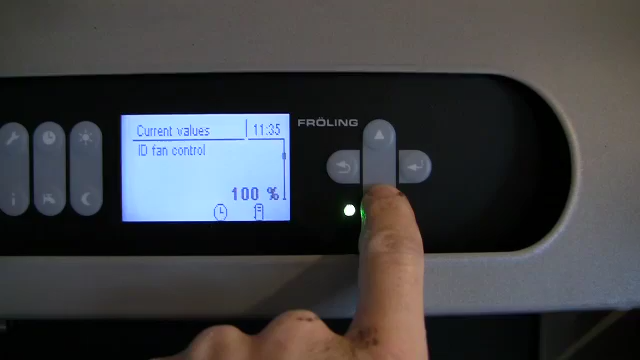 FRÖLING
Current values 11:35
ID fan control
100 %